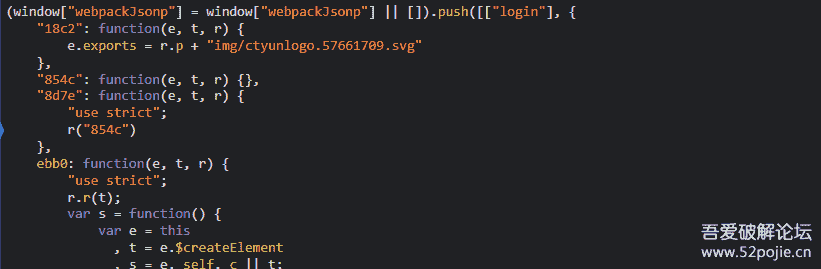 (window["webpackJsonp"] = window["webpackJsonp"] || []).push([["login"], {
    "18c2": function(e, t, r) {
        e.exports = r.p + "img/ctyunlogo.57661709.svg"
    },
    "854c": function(e, t, r) {},
    "8d7e": function(e, t, r) {
        "use strict";
        r("854c")
    },
    ebb0: function(e, t, r) {
        "use strict";
        r.r(t);
        var s = function() {
            var e = this
              , t = e.$createElement
              , s = e._self._c || t;
吾爱破解论坛
www.52pojie.cn